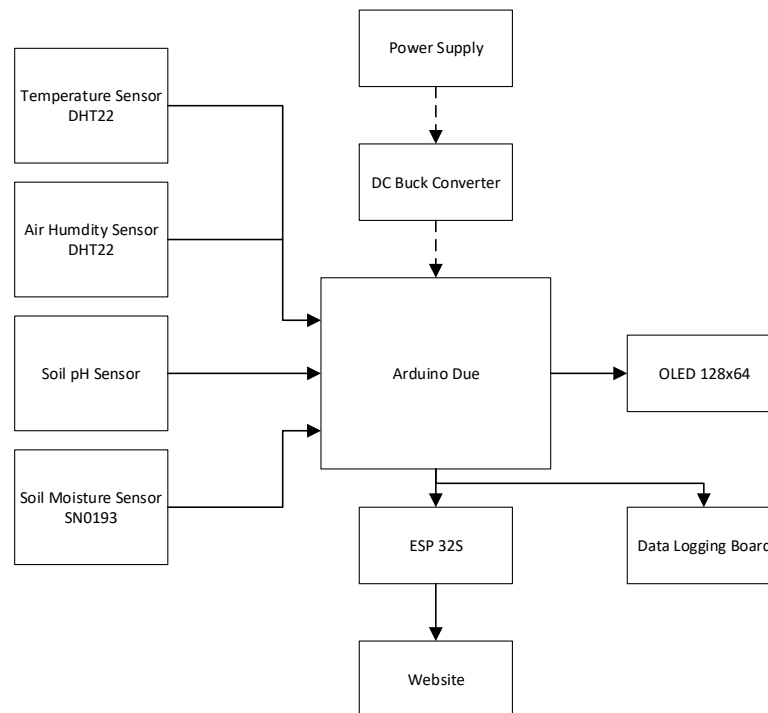 Power Supply
Temperature Sensor
DHT22
DC Buck Converter
Air Humdity Sensor
DHT22
Soil pH Sensor
Arduino Due
OLED 128x64
Soil Moisture Sensor
SN0193
ESP 32S
Data Logging Board
Website